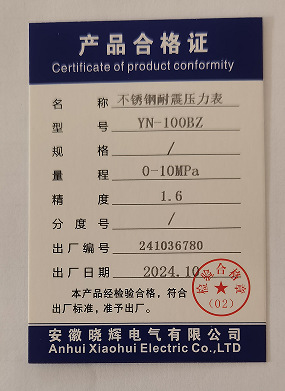 产品合格证
Certificate of product conformity
名称 不锈钢耐震压力表
型号 YN-100BZ
规格 /
量程 0-10MPa
精度 1.6
分度号 /
出厂编号 241036780
出厂日期 2024.10
本产品经检验合格，符合
出厂标准，准予出厂。
检验合格章
(02)
安徽晓辉电气有限公司
Anhui Xiaohui Electric Co.,LTD